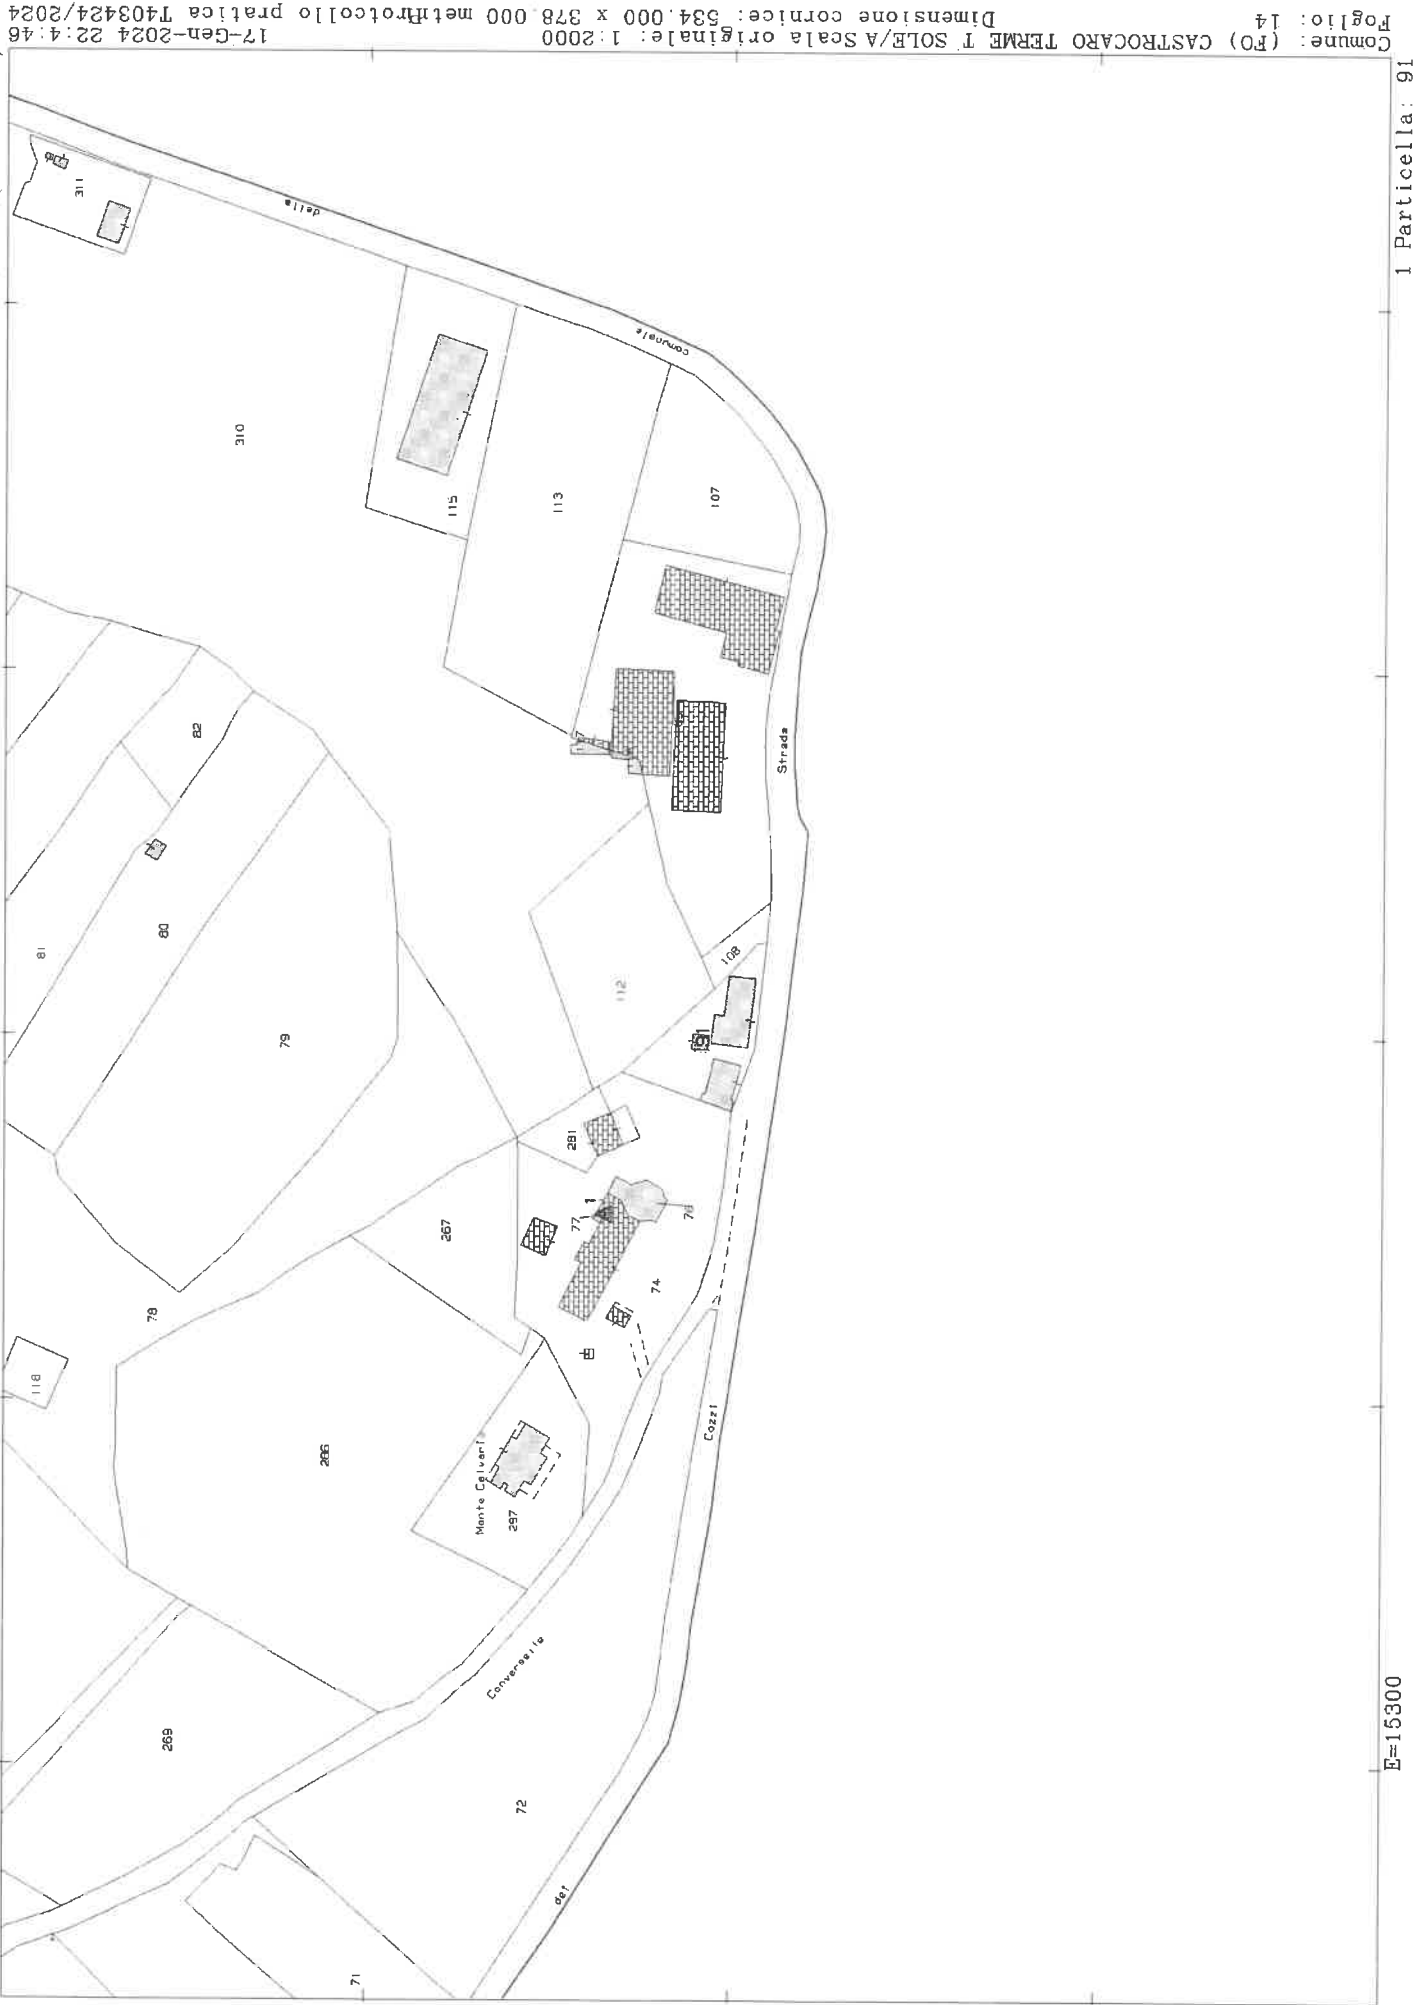 Comune: (FO) CASTROCARO TERME T SOLE/A
Foglio: 14
Scala originale: 1:2000
Dimensione cornice: 534.000 x 378.000 metri
17-Gen-2024 22:4:46
Protocollo pratica T403424/2024
1 Particella: 91
E=15300
311
della
comunale
310
115
113
107
82
81
80
79
Strada
108
112
91
281
77
76
267
74
78
118
286
Monte Calvario
297
Cozzi
Converselle
269
72
dei
71